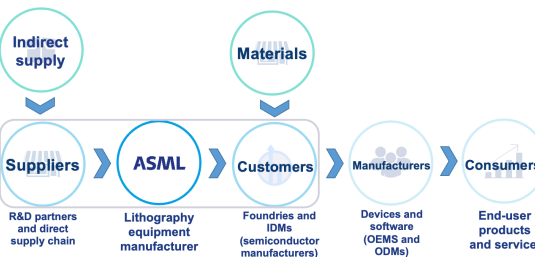 Indirect
supply
Materials
Suppliers
ASML
Customers
Manufacturers
Consumers
R&D partners
and direct
supply chain
Lithography
equipment
manufacturer
Foundries and
IDMs
(semiconductor
manufacturers)
Devices and
software
(OEMS and
ODMs)
End-user
products
and service